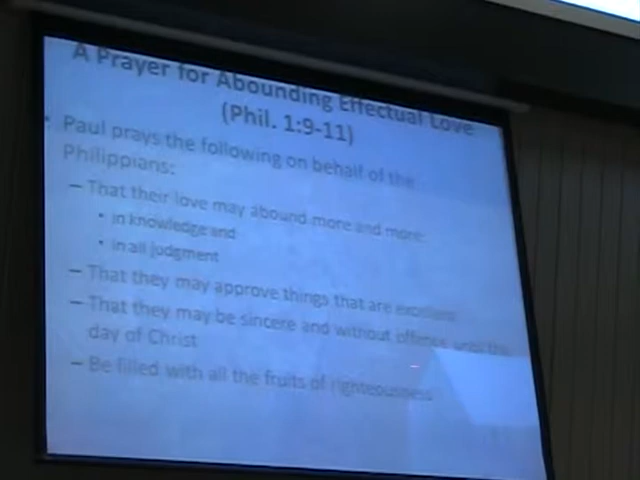 A Prayer for Abounding Effectual Love
(Phil. 1:9-11)
• Paul prays the following on behalf of the
Philippians:
– That their love may abound more and more:
• in knowledge and
• in all judgment
– That they may approve things that are excellent
– That they may be sincere and without offence until the
day of Christ
– Be filled with all the fruits of righteousness